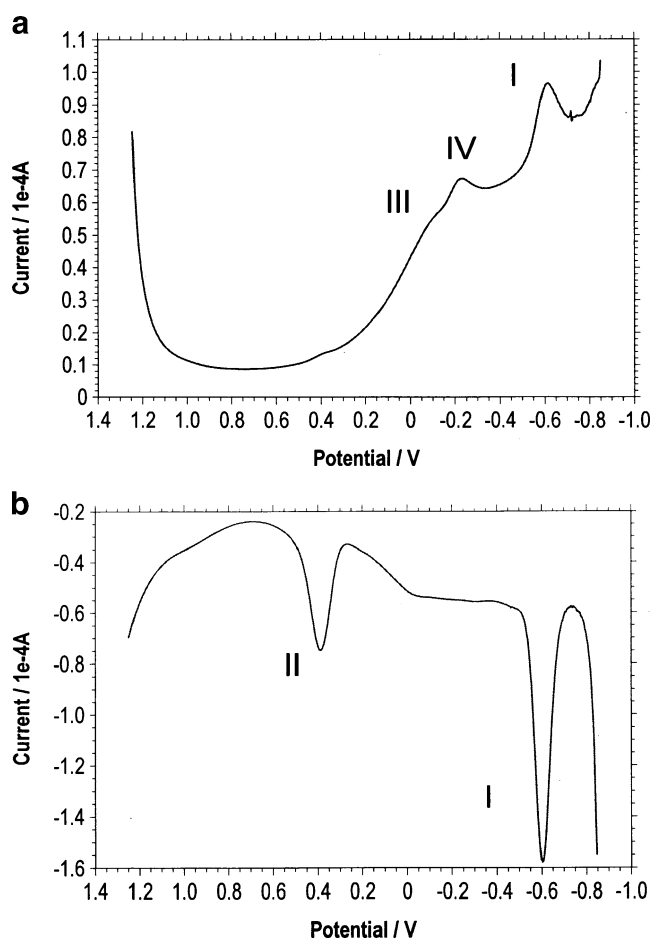 a
1.1
1.0
0.9
0.8
0.7
0.6
0.5
0.4
0.3
0.2
0.1
0
Current / 1e-4A
I
IV
III
1.4 1.2 1.0 0.8 0.6 0.4 0.2 0 -0.2 -0.4 -0.6 -0.8 -1.0
Potential / V
b
-0.2
-0.4
-0.6
-0.8
-1.0
-1.2
-1.4
-1.6
Current / 1e-4A
II
I
1.4 1.2 1.0 0.8 0.6 0.4 0.2 0 -0.2 -0.4 -0.6 -0.8 -1.0
Potential / V